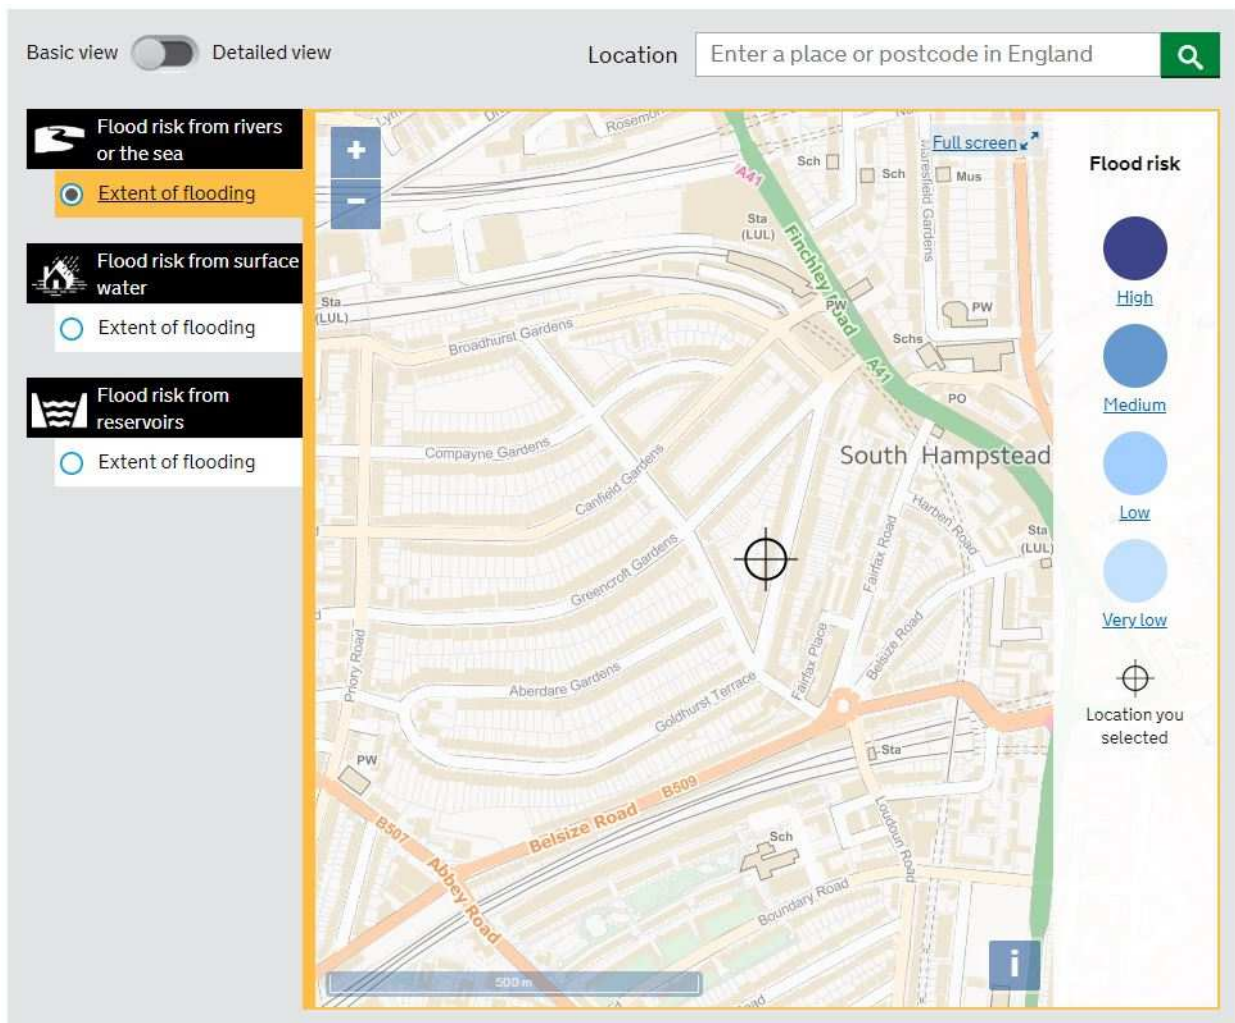 Basic view
Detailed view
Location
Enter a place or postcode in England
Flood risk from rivers
or the sea
Extent of flooding
Flood risk from surface
water
Extent of flooding
Flood risk from
reservoirs
Extent of flooding
+
−
Full screen
A41
Sch
Sch
Mus
Maresfield Gardens
Sta
(LUL)
Finchley Road
PW
PW
Sta
(LUL)
Broadhurst Gardens
Schs
A41
PO
Compayne Gardens
Canfield Gardens
South Hampstead
Harben Road
Sta
(LUL)
Fairfax Road
Greencroft Gardens
Priory Road
Aberdare Gardens
Goldhurst Terrace
Fairfax Place
Belsize Road
PW
Sta
B509
Belsize Road
B507
Abbey Road
Sch
Loudoun Road
Boundary Road
500 m
i
Flood risk
High
Medium
Low
Very low
Location you
selected